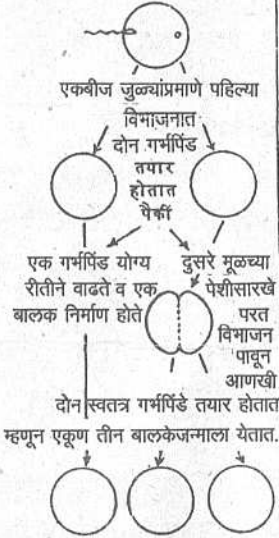 एकबीज जुळ्यांप्रमाणे पहिल्या
विभाजनात
दोन गर्भपिंड
तयार
होतात
पैकीं
एक गर्भपिंड योग्य
रीतीने वाढते व एक
बालक निर्माण होते
दुसरे मूळच्या
पेशीसारखे
परत
विभाजन
पावून
आणखी
दोन स्वतत्र गर्भपिंडे तयार होतात
म्हणून एकूण तीन बालकेजन्माला येतात.